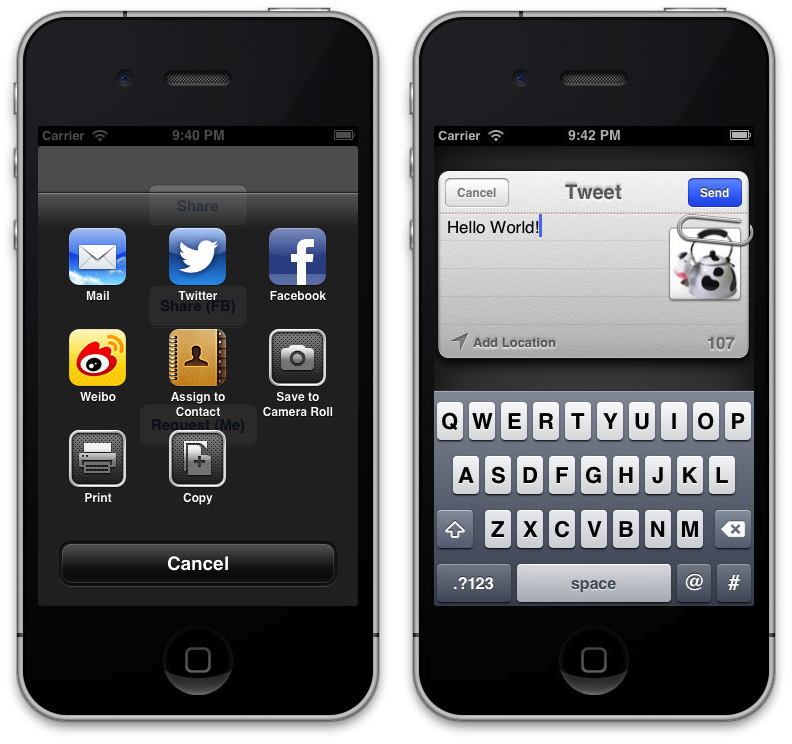 Carrier 9:40 PM
Share
Mail Twitter Facebook
Share (FB)
Weibo Assign to Contact Save to Camera Roll
Request (Me)
Print Copy
Cancel
Carrier 9:42 PM
Cancel Tweet Send
Hello World!
Add Location 107
Q W E R T Y U I O P
A S D F G H J K L
Z X C V B N M
.?123 space @ #